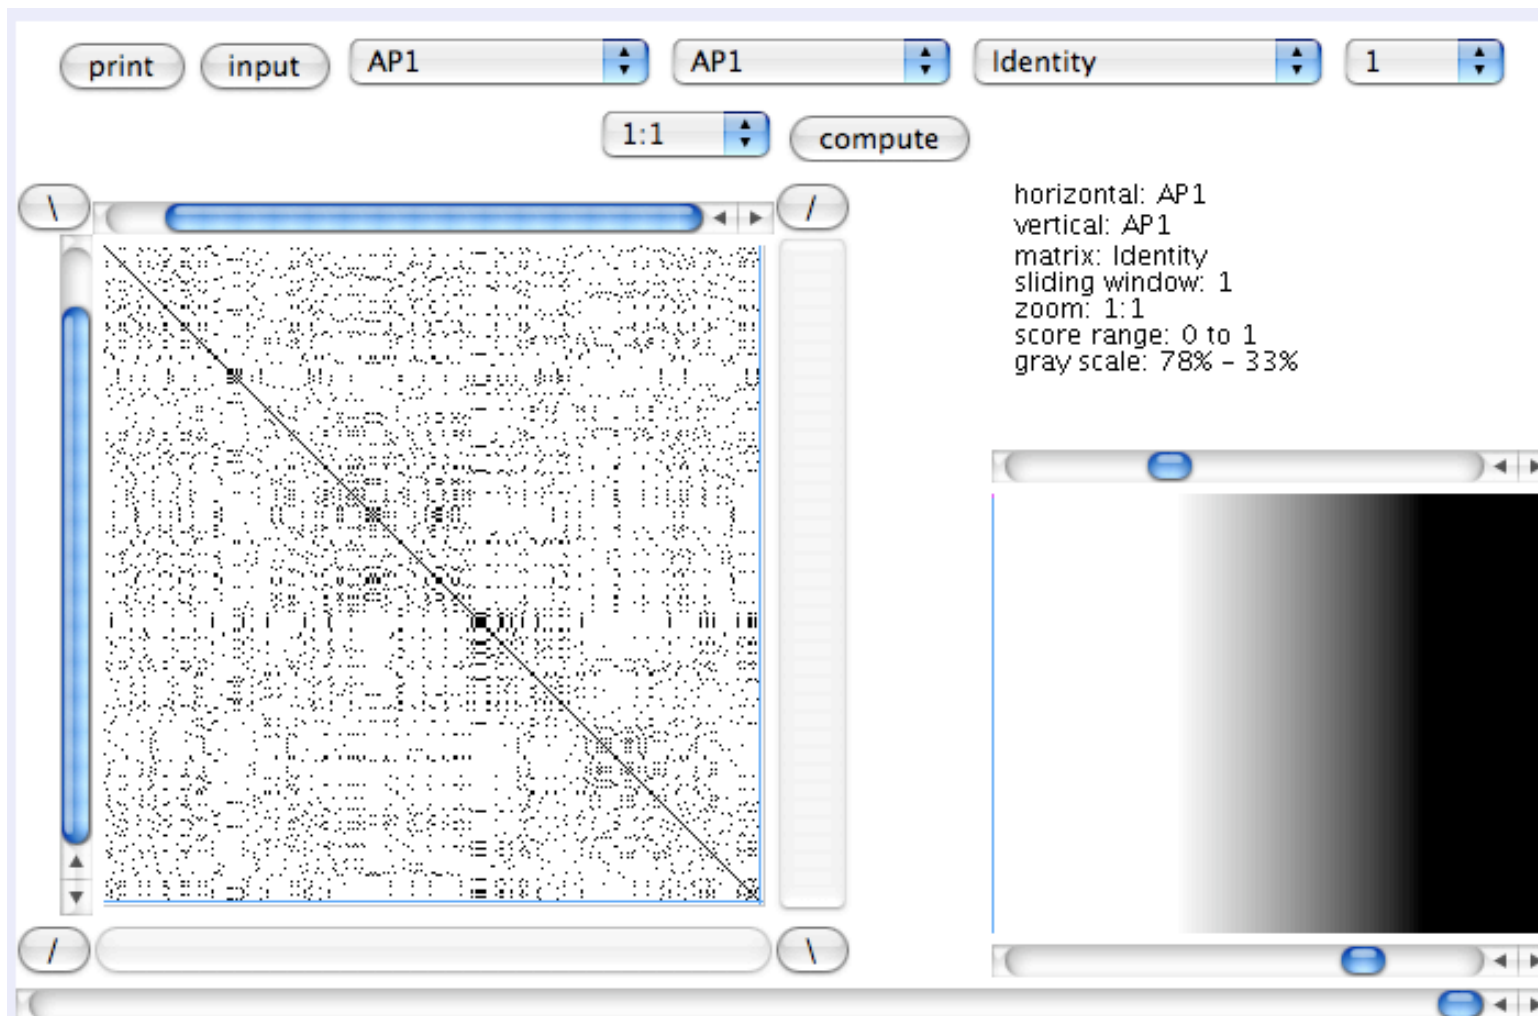 print input AP1 AP1 Identity 1
1:1 compute
\ /
horizontal: AP1
vertical: AP1
matrix: Identity
sliding window: 1
zoom: 1:1
score range: 0 to 1
gray scale: 78% – 33%
/ \